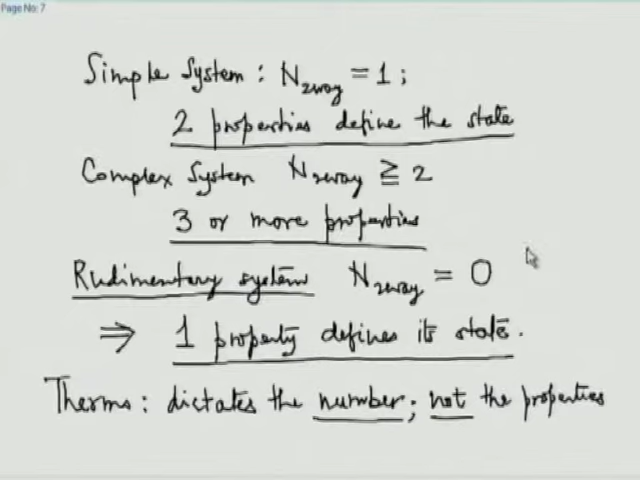 Page No: 7
Simple System : N2way = 1 ;
2 properties define the state
Complex System N2way ≧ 2
3 or more properties
Rudimentary system N2way = 0
⇒ 1 property defines its state.
Thermo : dictates the number ; not the properties